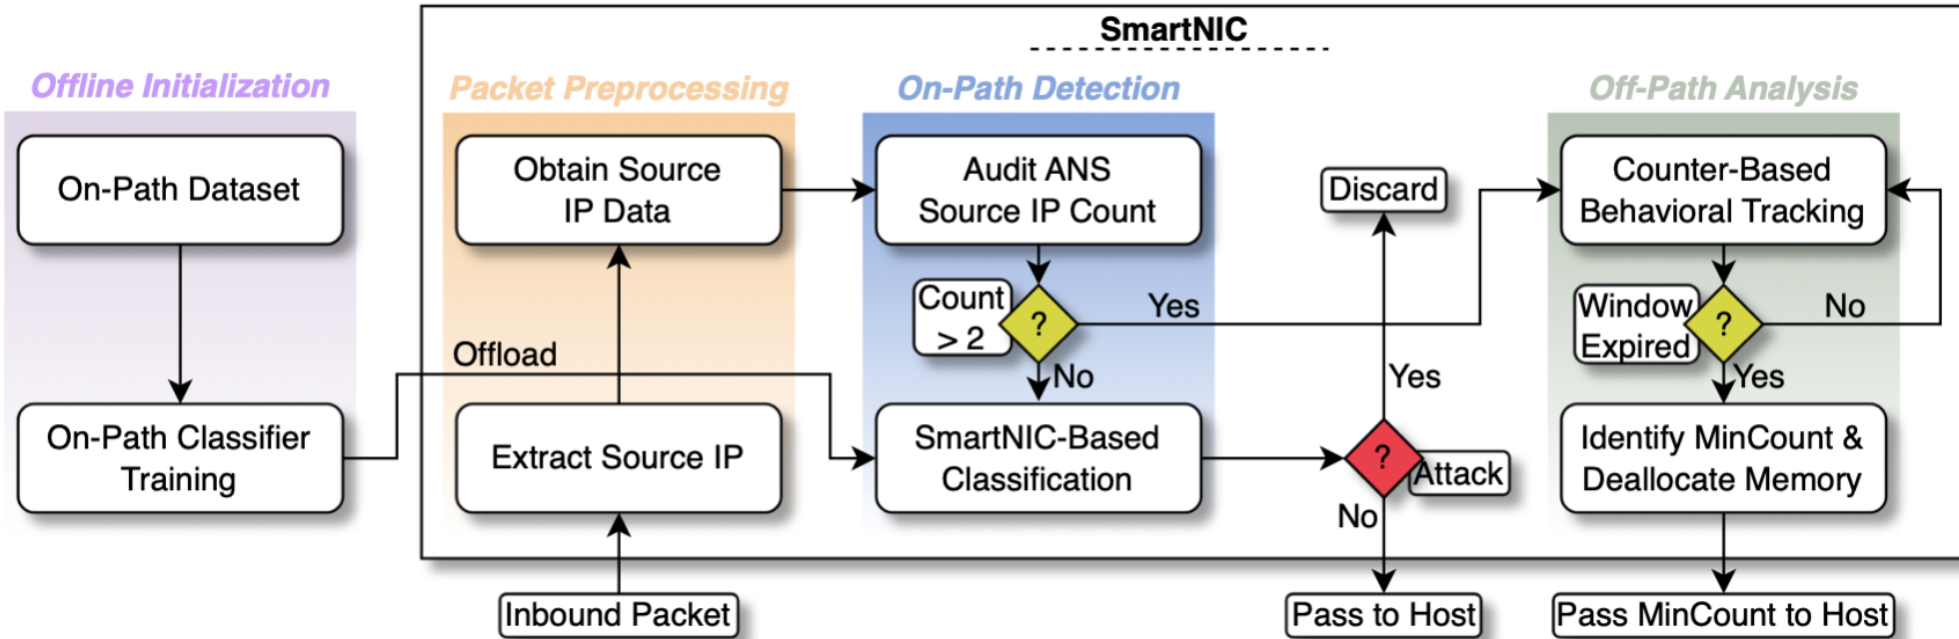 SmartNIC
Offline Initialization
On-Path Dataset
On-Path Classifier
Training
Offload
Packet Preprocessing
Obtain Source
IP Data
Extract Source IP
Inbound Packet
On-Path Detection
Audit ANS
Source IP Count
Count
> 2
?
Yes
No
SmartNIC-Based
Classification
Discard
Yes
?
Attack
No
Pass to Host
Off-Path Analysis
Counter-Based
Behavioral Tracking
Window
Expired
?
No
Yes
Identify MinCount &
Deallocate Memory
Pass MinCount to Host